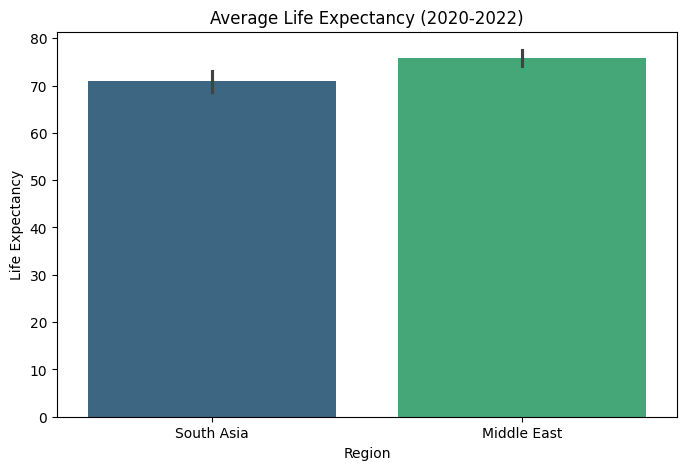 Average Life Expectancy (2020-2022)
Life Expectancy
80
70
60
50
40
30
20
10
0
South Asia
Middle East
Region